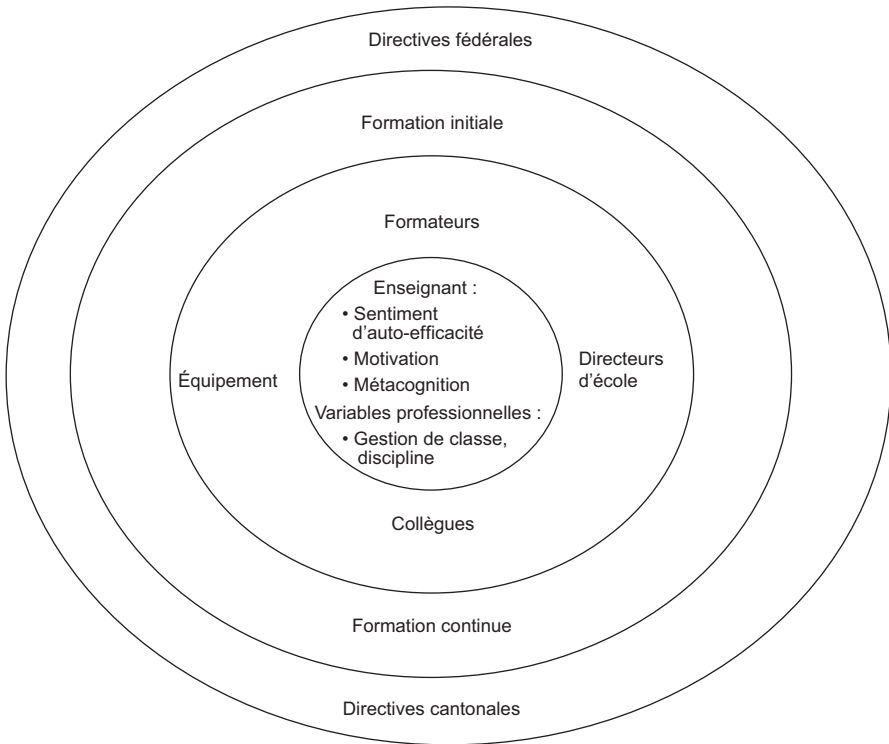 Directives fédérales
Formation initiale
Formateurs
Enseignant :
• Sentiment
d’auto-efficacité
• Motivation
• Métacognition
Variables professionnelles :
• Gestion de classe,
discipline
Équipement
Directeurs
d’école
Collègues
Formation continue
Directives cantonales